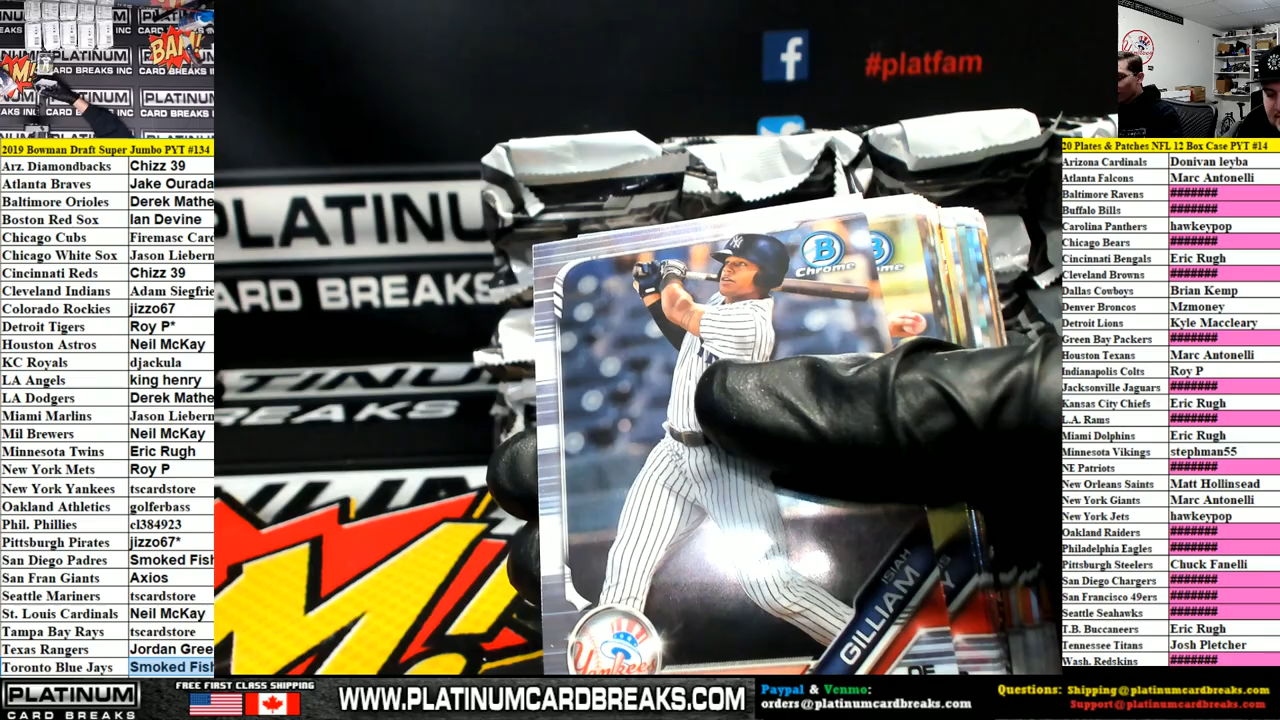 PLATINUM
CARD BREAKS INC
BAM!
PLATINUM
CARD BREAKS INC
#platfam
2019 Bowman Draft Super Jumbo PYT #134
Arz. Diamondbacks Chizz 39
Atlanta Braves Jake Ourada
Baltimore Orioles Derek Mathe
Boston Red Sox Ian Devine
Chicago Cubs Firemasc Card
Chicago White Sox Jason Lieber
Cincinnati Reds Chizz 39
Cleveland Indians Adam Siegfrie
Colorado Rockies jizzo67
Detroit Tigers Roy P*
Houston Astros Neil McKay
KC Royals djackula
LA Angels king henry
LA Dodgers Derek Mathe
Miami Marlins Jason Lieber
Mil Brewers Neil McKay
Minnesota Twins Eric Rugh
New York Mets Roy P
New York Yankees tscardstore
Oakland Athletics golferbass
Phil. Phillies cl384923
Pittsburgh Pirates jizzo67*
San Diego Padres Smoked Fish
San Fran Giants Axios
Seattle Mariners tscardstore
St. Louis Cardinals Neil McKay
Tampa Bay Rays tscardstore
Texas Rangers Jordan Gree
Toronto Blue Jays Smoked Fish
PLATINUM
CARD BREAKS
BREAKS
B
Chrome
GILLIAN
Yankees
20 Plates & Patches NFL 12 Box Case PYT #14
Arizona Cardinals Donivan leyba
Atlanta Falcons Marc Antonelli
Baltimore Ravens #######
Buffalo Bills #######
Carolina Panthers hawkeypop
Chicago Bears #######
Cincinnati Bengals Eric Rugh
Cleveland Browns #######
Dallas Cowboys Brian Kemp
Denver Broncos Mzmoney
Detroit Lions Kyle Maccleary
Green Bay Packers #######
Houston Texans Marc Antonelli
Indianapolis Colts Roy P
Jacksonville Jaguars #######
Kansas City Chiefs Eric Rugh
L.A. Rams #######
Miami Dolphins Eric Rugh
Minnesota Vikings stephman55
NE Patriots #######
New Orleans Saints Matt Hollinsead
New York Giants Marc Antonelli
New York Jets hawkeypop
Oakland Raiders #######
Philadelphia Eagles #######
Pittsburgh Steelers Chuck Fanelli
San Diego Chargers #######
San Francisco 49ers #######
Seattle Seahawks #######
T.B. Buccaneers Eric Rugh
Tennessee Titans Josh Pletcher
Wash. Redskins #######
PLATINUM
CARD BREAKS
FREE FIRST CLASS SHIPPING
WWW.PLATINUMCARDBREAKS.COM
Paypal & Venmo:
orders@platinumcardbreaks.com
Questions: Shipping@platinumcardbreaks.com
Support@platinumcardbreaks.com